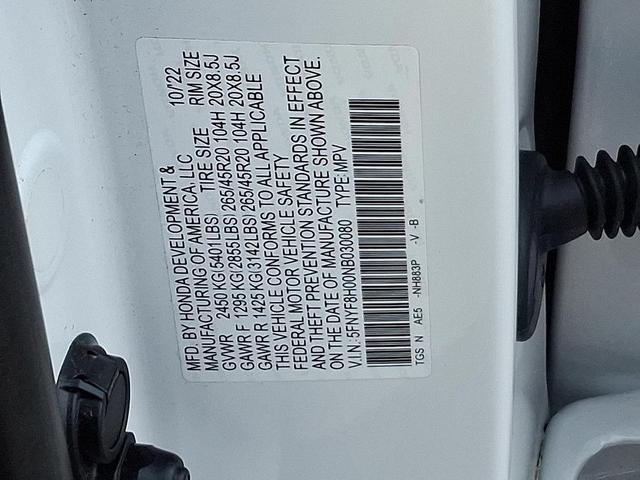 MFD. BY HONDA DEVELOPMENT & 10/22
MANUFACTURING OF AMERICA, LLC TIRE SIZE RIM SIZE
GVWR 2450 KG(5401LBS)
GAWR F 1295 KG(2855LBS) 265/45R20 104H 20X8.5J
GAWR R 1425 KG(3142LBS) 265/45R20 104H 20X8.5J
THIS VEHICLE CONFORMS TO ALL APPLICABLE
FEDERAL MOTOR VEHICLE SAFETY
AND THEFT PREVENTION STANDARDS IN EFFECT
ON THE DATE OF MANUFACTURE SHOWN ABOVE.
V.I.N.: 5FNYF8H00NB030080 TYPE: MPV
TGS N AE5 -NH883P -V -B